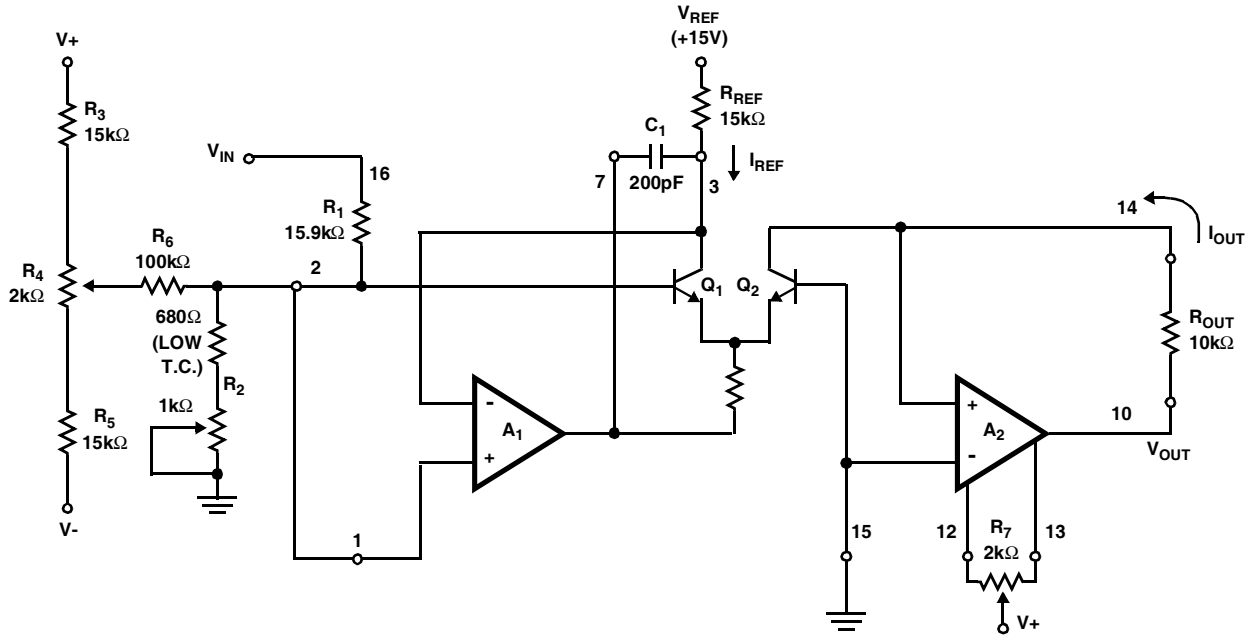 V+
R3
15kΩ
R4
2kΩ
R5
15kΩ
V-
R6
100kΩ
680Ω
(LOW
T.C.)
R2
1kΩ
VIN
16
R1
15.9kΩ
2
1
VREF
(+15V)
RREF
15kΩ
C1
200pF
7
3
IREF
Q1
Q2
-
A1
+
14
IOUT
ROUT
10kΩ
+
A2
-
10
VOUT
15
12
R7
2kΩ
13
V+